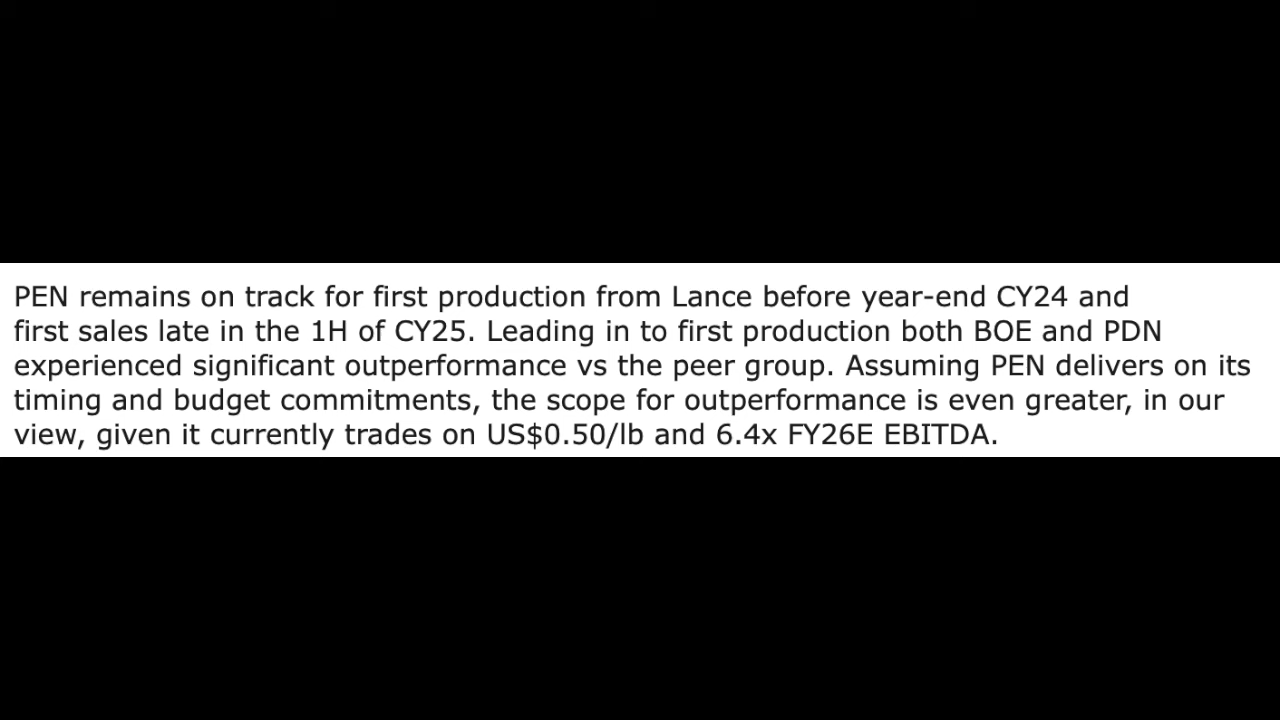 PEN remains on track for first production from Lance before year-end CY24 and
first sales late in the 1H of CY25. Leading in to first production both BOE and PDN
experienced significant outperformance vs the peer group. Assuming PEN delivers on its
timing and budget commitments, the scope for outperformance is even greater, in our
view, given it currently trades on US$0.50/lb and 6.4x FY26E EBITDA.